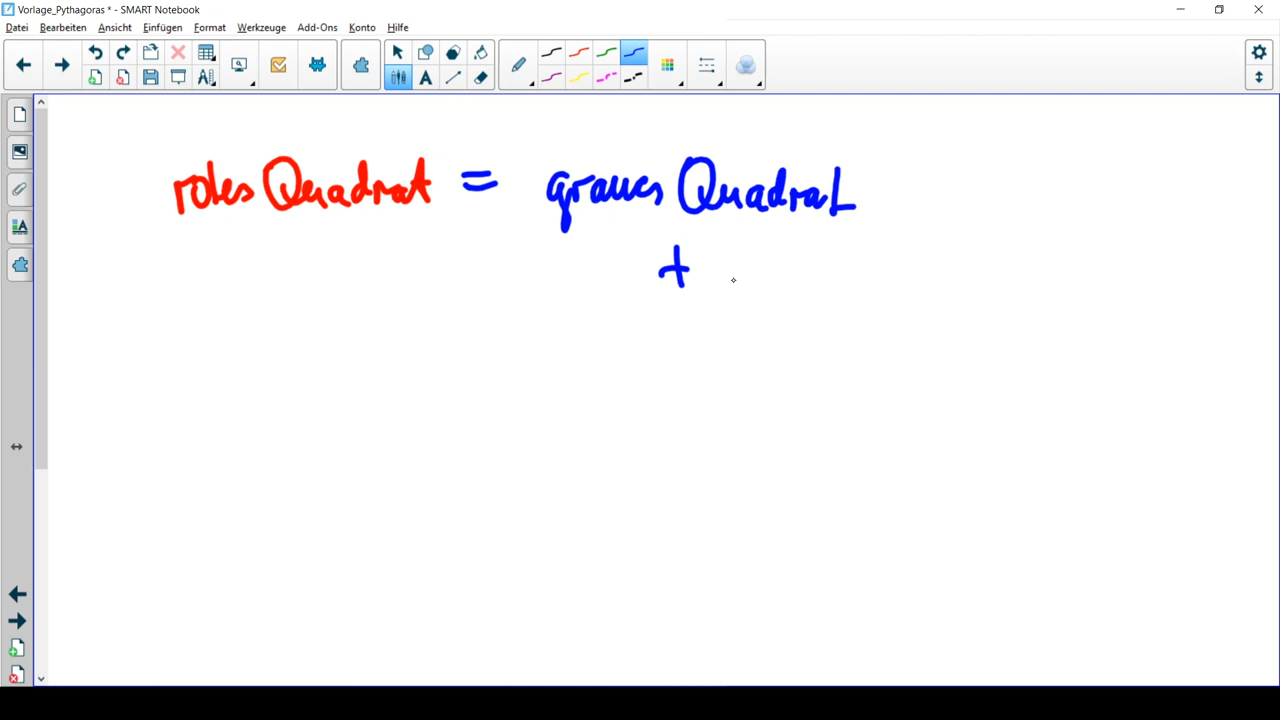 Vorlage_Pythagoras * - SMART Notebook
Datei Bearbeiten Ansicht Einfügen Format Werkzeuge Add-Ons Konto Hilfe
rotes Quadrat = graues Quadrat
+